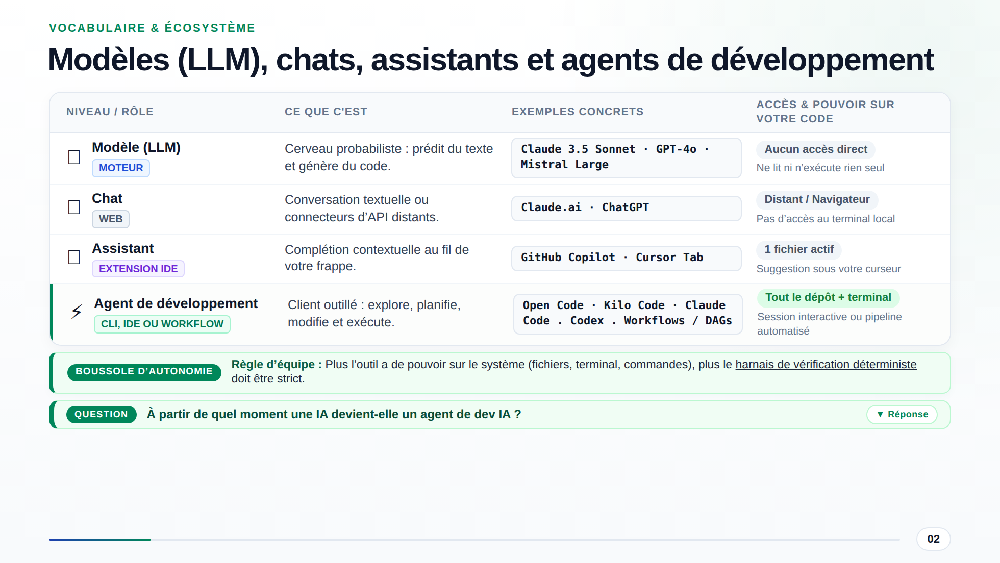 VOCABULAIRE & ÉCOSYSTÈME
Modèles (LLM), chats, assistants et agents de développement
NIVEAU / RÔLE
CE QUE C'EST
EXEMPLES CONCRETS
ACCÈS & POUVOIR SUR
VOTRE CODE
Modèle (LLM)
MOTEUR
Cerveau probabiliste : prédit du texte
et génère du code.
Claude 3.5 Sonnet · GPT-4o ·
Mistral Large
Aucun accès direct
Ne lit ni n’exécute rien seul
Chat
WEB
Conversation textuelle ou
connecteurs d’API distants.
Claude.ai · ChatGPT
Distant / Navigateur
Pas d’accès au terminal local
Assistant
EXTENSION IDE
Complétion contextuelle au fil de
votre frappe.
GitHub Copilot · Cursor Tab
1 fichier actif
Suggestion sous votre curseur
⚡ Agent de développement
CLI, IDE OU WORKFLOW
Client outillé : explore, planifie,
modifie et exécute.
Open Code · Kilo Code · Claude
Code . Codex . Workflows / DAGs
Tout le dépôt + terminal
Session interactive ou pipeline
automatisé
BOUSSOLE D’AUTONOMIE
Règle d’équipe : Plus l’outil a de pouvoir sur le système (fichiers, terminal, commandes), plus le harnais de vérification déterministe
doit être strict.
QUESTION
À partir de quel moment une IA devient-elle un agent de dev IA ?
▼ Réponse
02